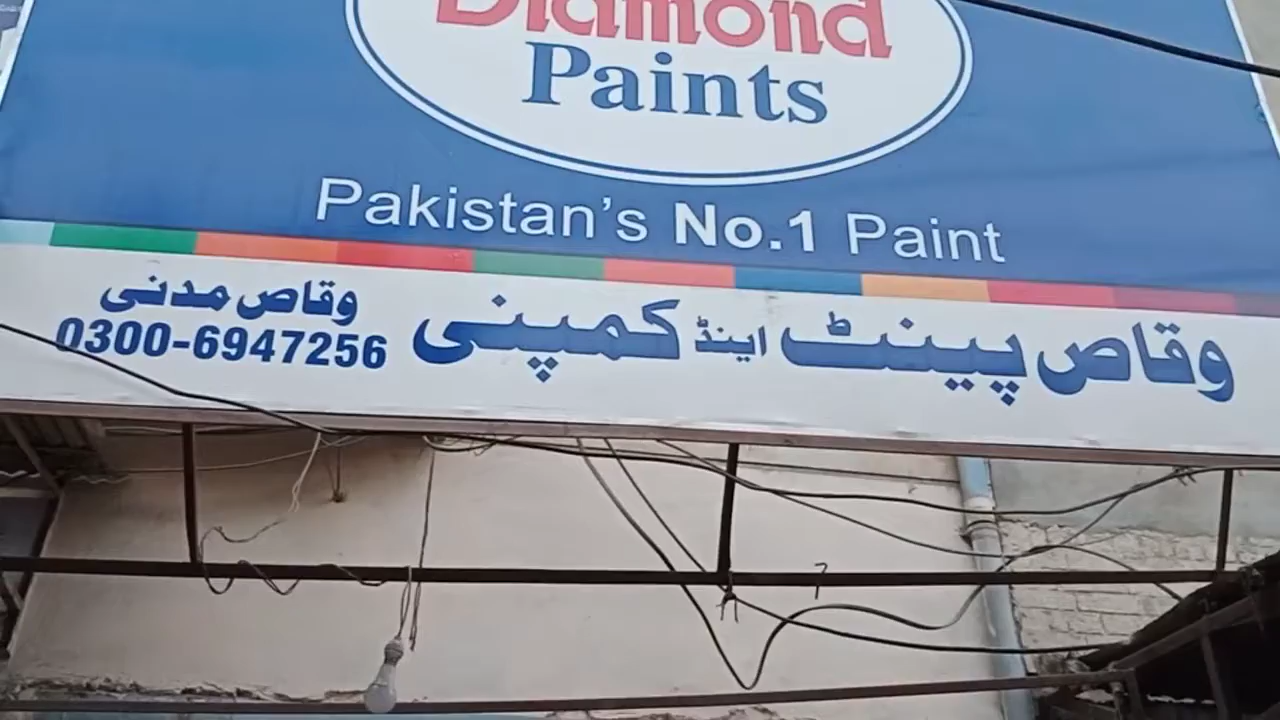 Diamond
Paints
Pakistan's No.1 Paint
وقاص پینٹ اینڈ کمپنی
وقاص مدنی
0300-6947256